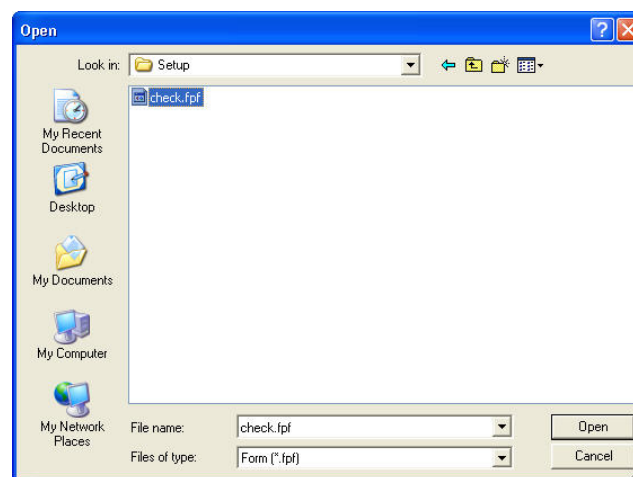 Open
Look in: Setup
check.fpf
My Recent
Documents
Desktop
My Documents
My Computer
My Network
Places
File name: check.fpf Open
Files of type: Form (*.fpf) Cancel